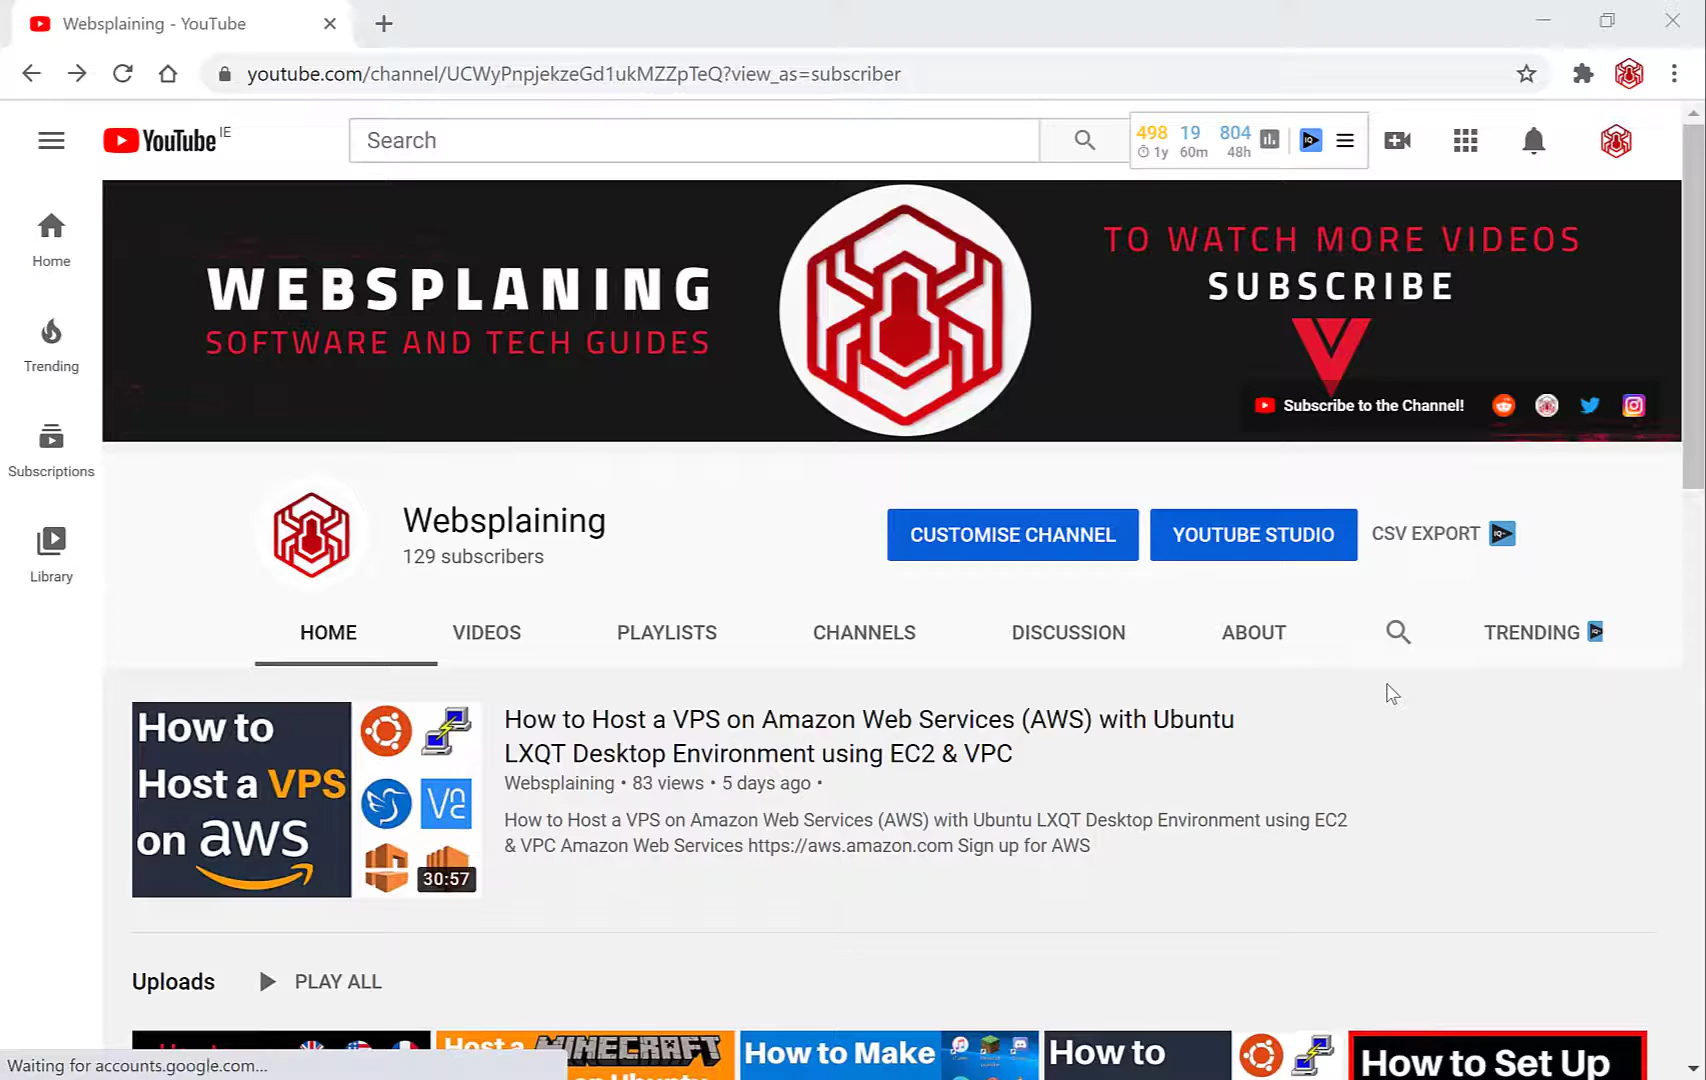 Websplaining - YouTube
youtube.com/channel/UCWyPnpjekzeGd1ukMZZpTeQ?view_as=subscriber
YouTube IE
Search
498 19 804
1y 60m 48h
Home
Trending
Subscriptions
Library
WEBSPLANING
SOFTWARE AND TECH GUIDES
TO WATCH MORE VIDEOS
SUBSCRIBE
Subscribe to the Channel!
Websplaining
129 subscribers
CUSTOMISE CHANNEL
YOUTUBE STUDIO
CSV EXPORT
HOME VIDEOS PLAYLISTS CHANNELS DISCUSSION ABOUT TRENDING
How to
Host a VPS
on aws
30:57
How to Host a VPS on Amazon Web Services (AWS) with Ubuntu
LXQT Desktop Environment using EC2 & VPC
Websplaining • 83 views • 5 days ago •
How to Host a VPS on Amazon Web Services (AWS) with Ubuntu LXQT Desktop Environment using EC2
& VPC Amazon Web Services https://aws.amazon.com Sign up for AWS
Uploads PLAY ALL
Host a MINECRAFT
How to Make
How to
How to Set Up
Waiting for accounts.google.com...